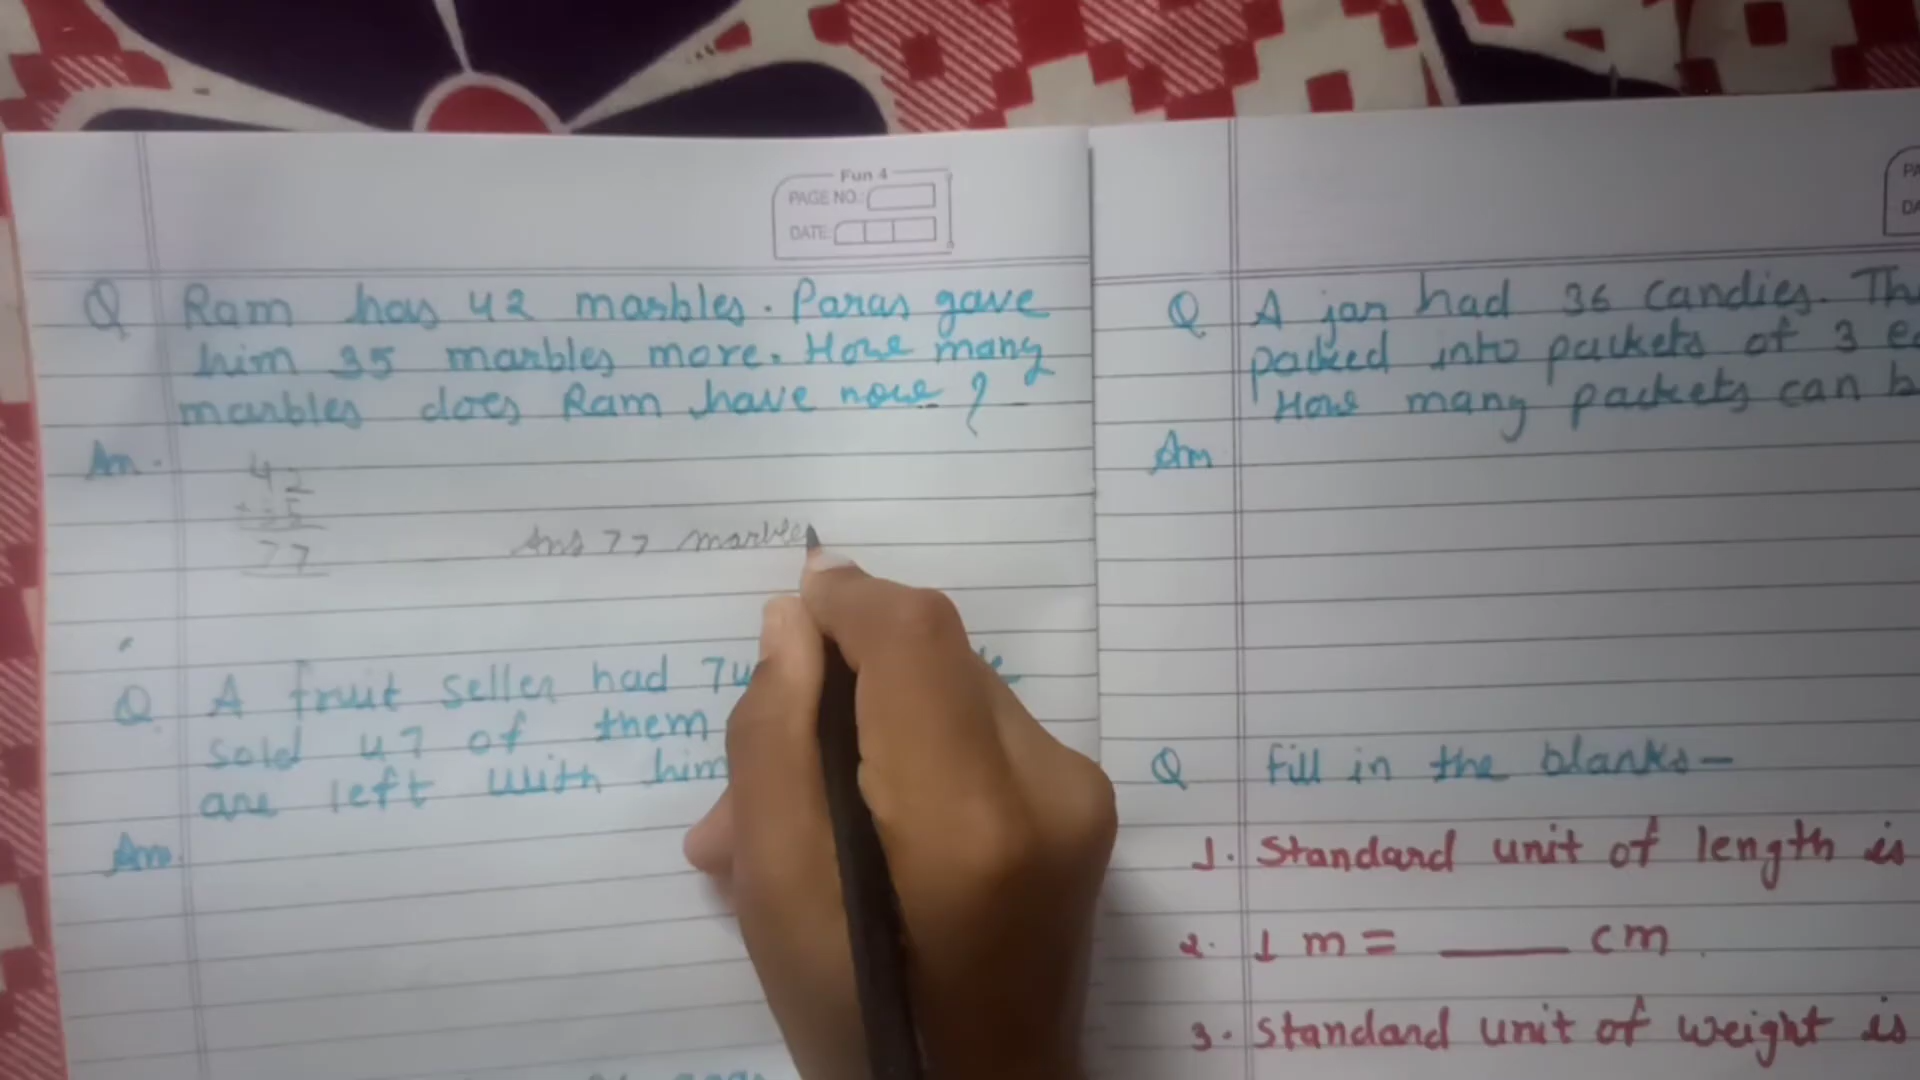 Fun 4
PAGE NO.:
DATE:
Q Ram has 42 marbles. Paras gave
him 35 marbles more. How many
marbles does Ram have now?
Ans.
42
+35
77
Ans 77 marbles
Q A fruit seller had 74
sold 47 of them
are left with him
Ans.
Q A jar had 36 candies.
packed into packets of 3
How many packets can
Ans
Q fill in the blanks-
1. Standard unit of length is
2. 1 m = ____ cm.
3. Standard unit of weight is